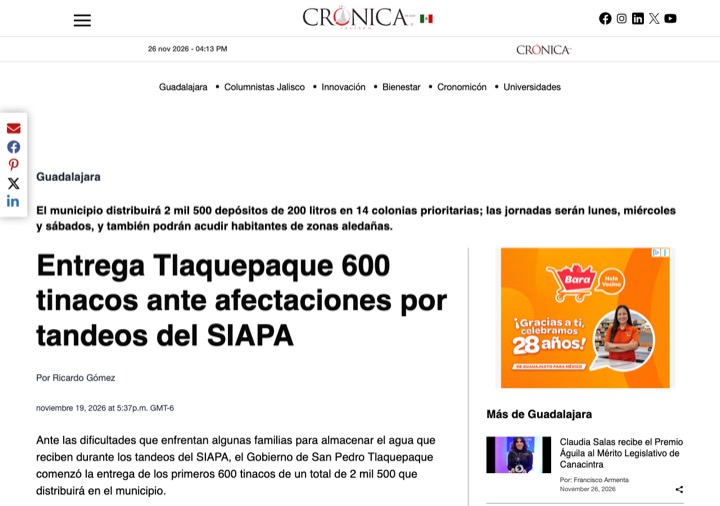 CRÓNICA
JALISCO
26 nov 2026 - 04:13 PM
CRÓNICA
Guadalajara • Columnistas Jalisco • Innovación • Bienestar • Cronomicón • Universidades
Guadalajara
El municipio distribuirá 2 mil 500 depósitos de 200 litros en 14 colonias prioritarias; las jornadas serán lunes, miércoles
y sábados, y también podrán acudir habitantes de zonas aledañas.
Entrega Tlaquepaque 600
tinacos ante afectaciones por
tandeos del SIAPA
Por Ricardo Gómez
noviembre 19, 2026 at 5:37p.m. GMT-6
Ante las dificultades que enfrentan algunas familias para almacenar el agua que
reciben durante los tandeos del SIAPA, el Gobierno de San Pedro Tlaquepaque
comenzó la entrega de los primeros 600 tinacos de un total de 2 mil 500 que
distribuirá en el municipio.
Bara
Hola
Vecino
¡Gracias a ti,
celebramos
28 años!
DE GUANAJUATO PARA MÉXICO
Más de Guadalajara
Claudia Salas recibe el Premio
Águila al Mérito Legislativo de
Canacintra
Por: Francisco Armenta
November 26, 2026